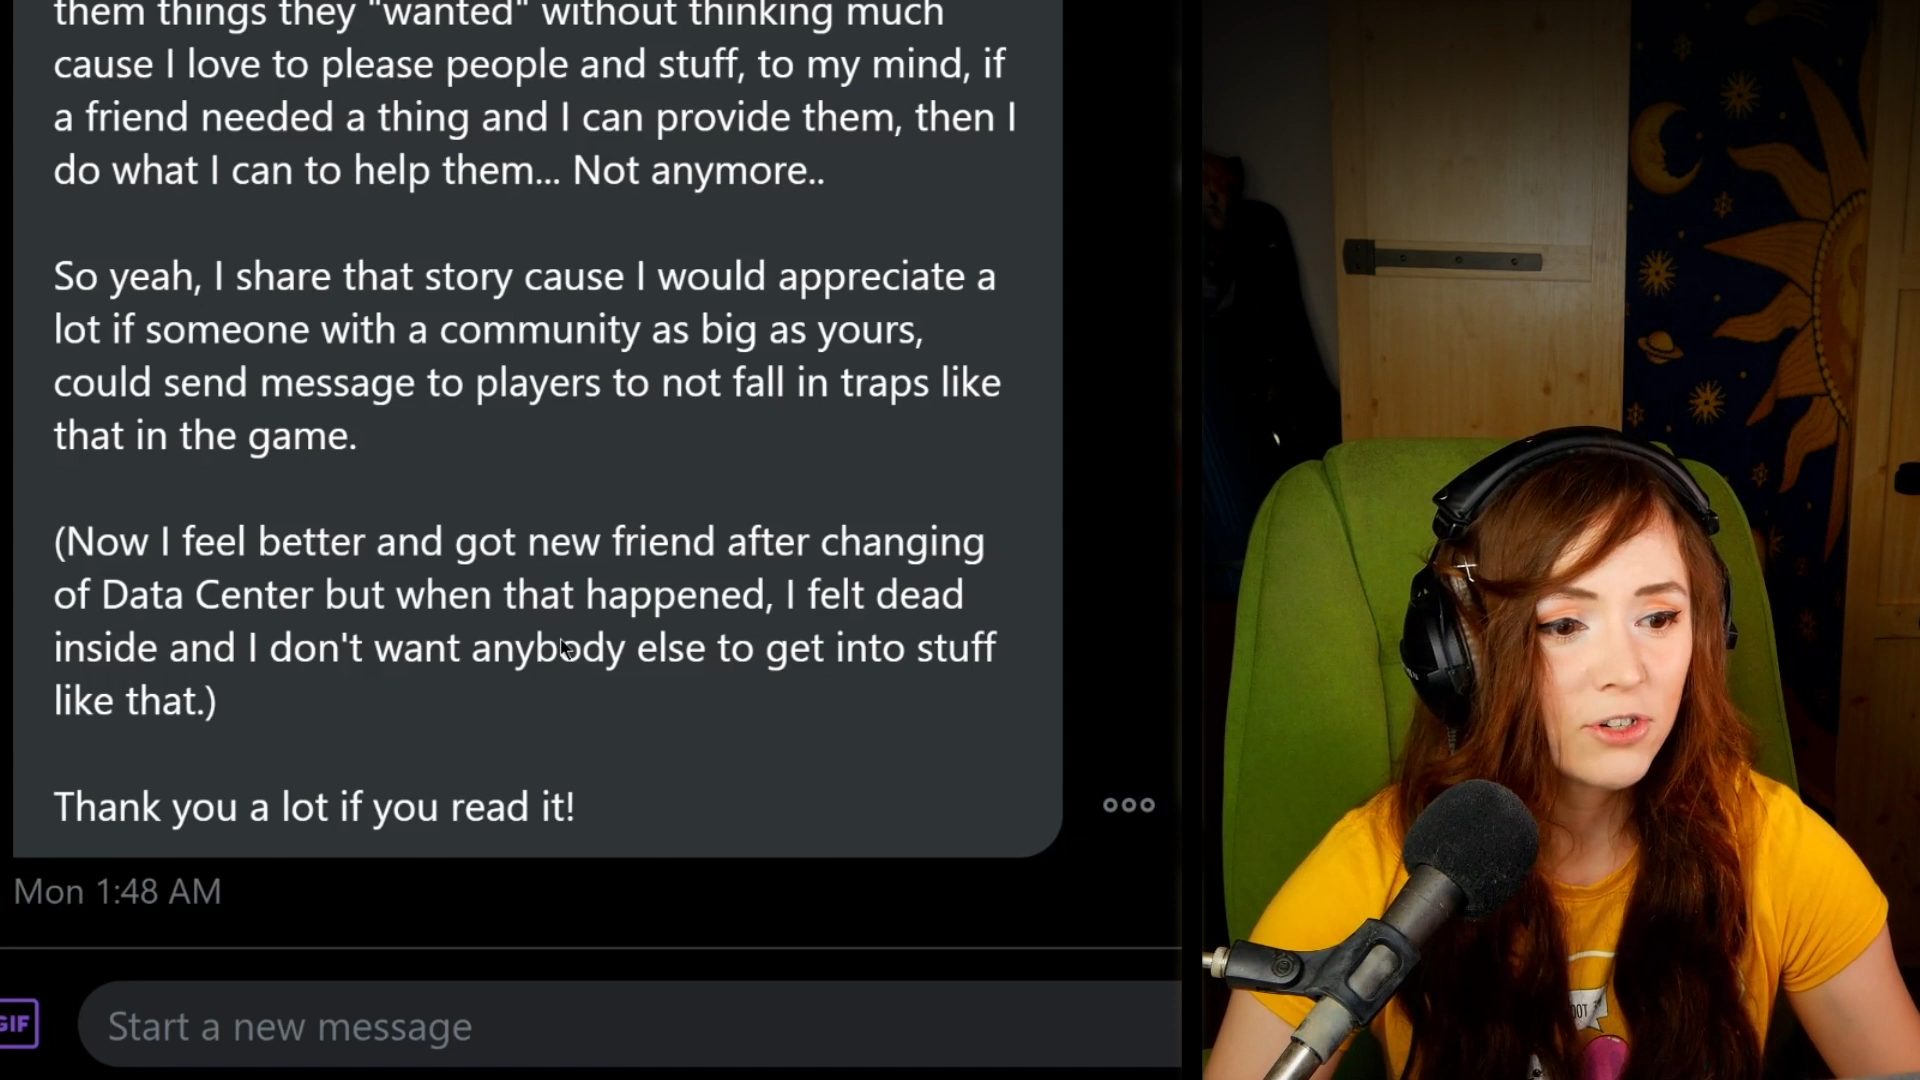 them things they "wanted" without thinking much
cause I love to please people and stuff, to my mind, if
a friend needed a thing and I can provide them, then I
do what I can to help them... Not anymore..
So yeah, I share that story cause I would appreciate a
lot if someone with a community as big as yours,
could send message to players to not fall in traps like
that in the game.
(Now I feel better and got new friend after changing
of Data Center but when that happened, I felt dead
inside and I don't want anybody else to get into stuff
like that.)
Thank you a lot if you read it!
Mon 1:48 AM
GIF
Start a new message